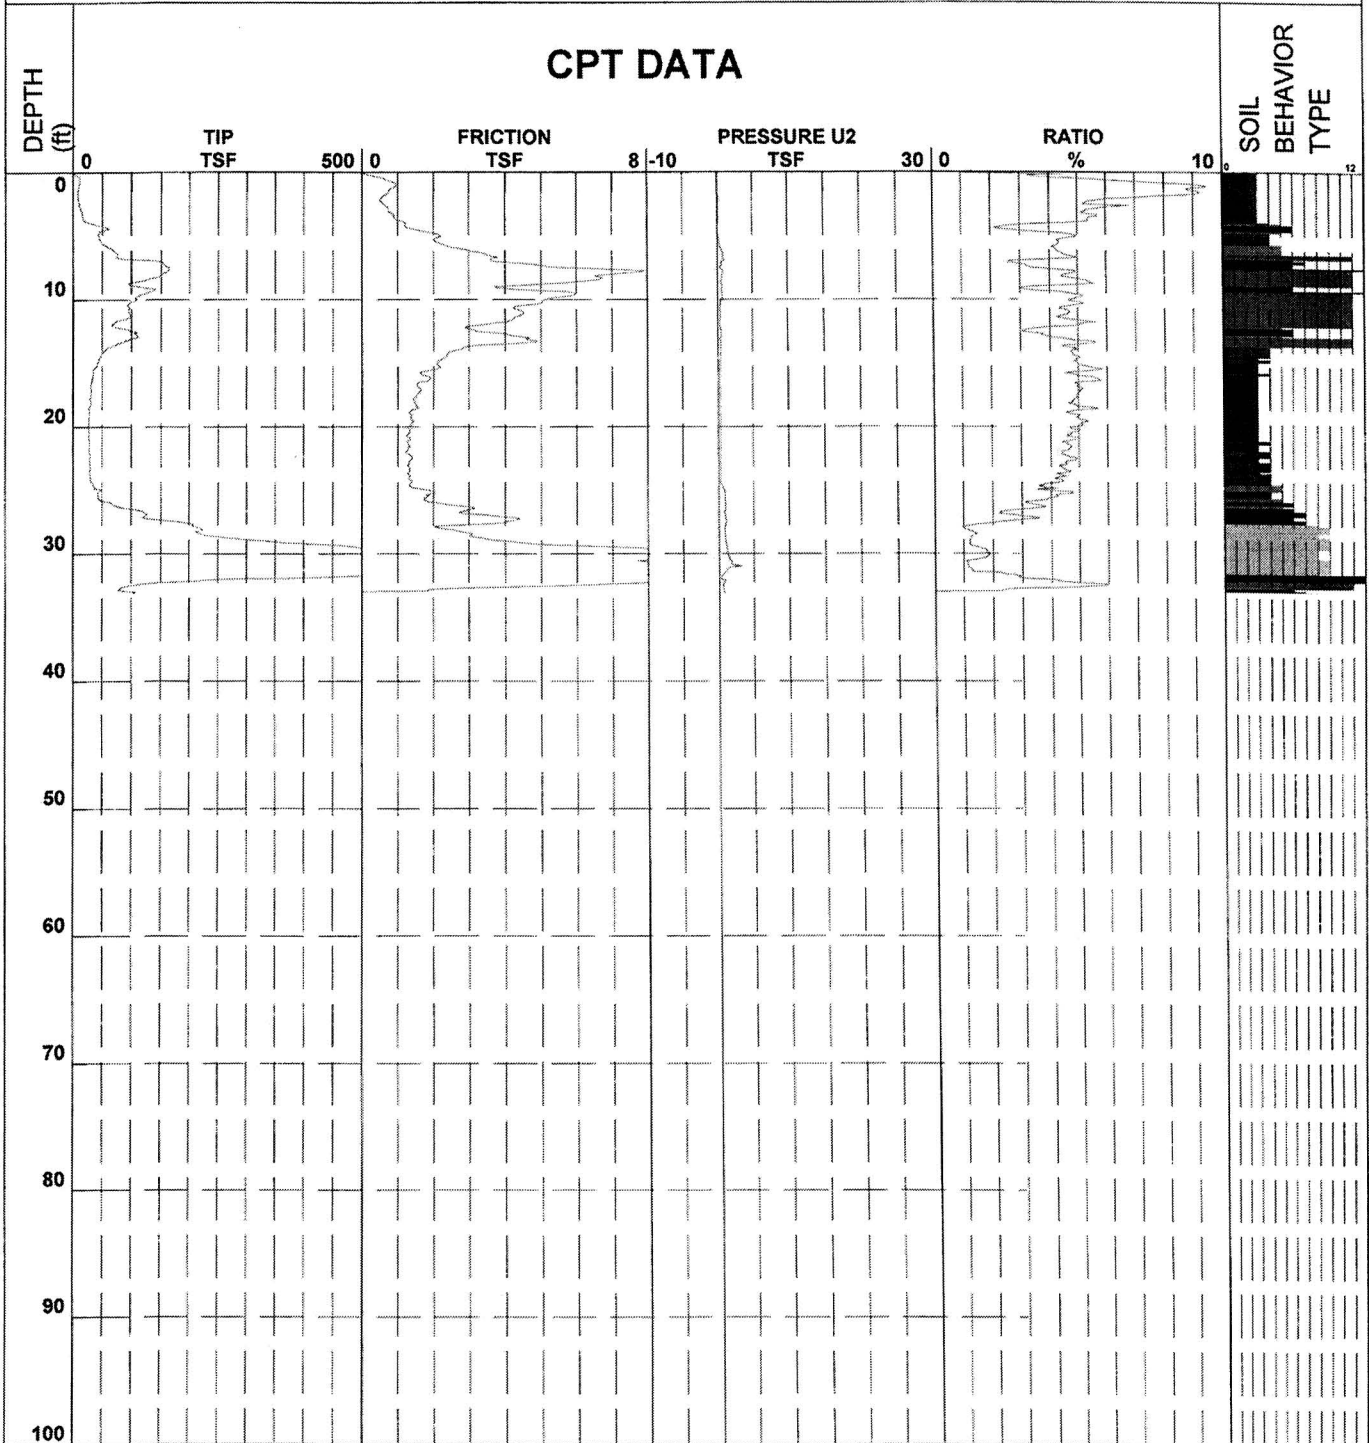 CPT DATA
DEPTH
(ft)
TIP
TSF
0 500
FRICTION
TSF
0 8
PRESSURE U2
TSF
-10 30
RATIO
%
0 10
SOIL
BEHAVIOR
TYPE
0 12
0
10
20
30
40
50
60
70
80
90
100